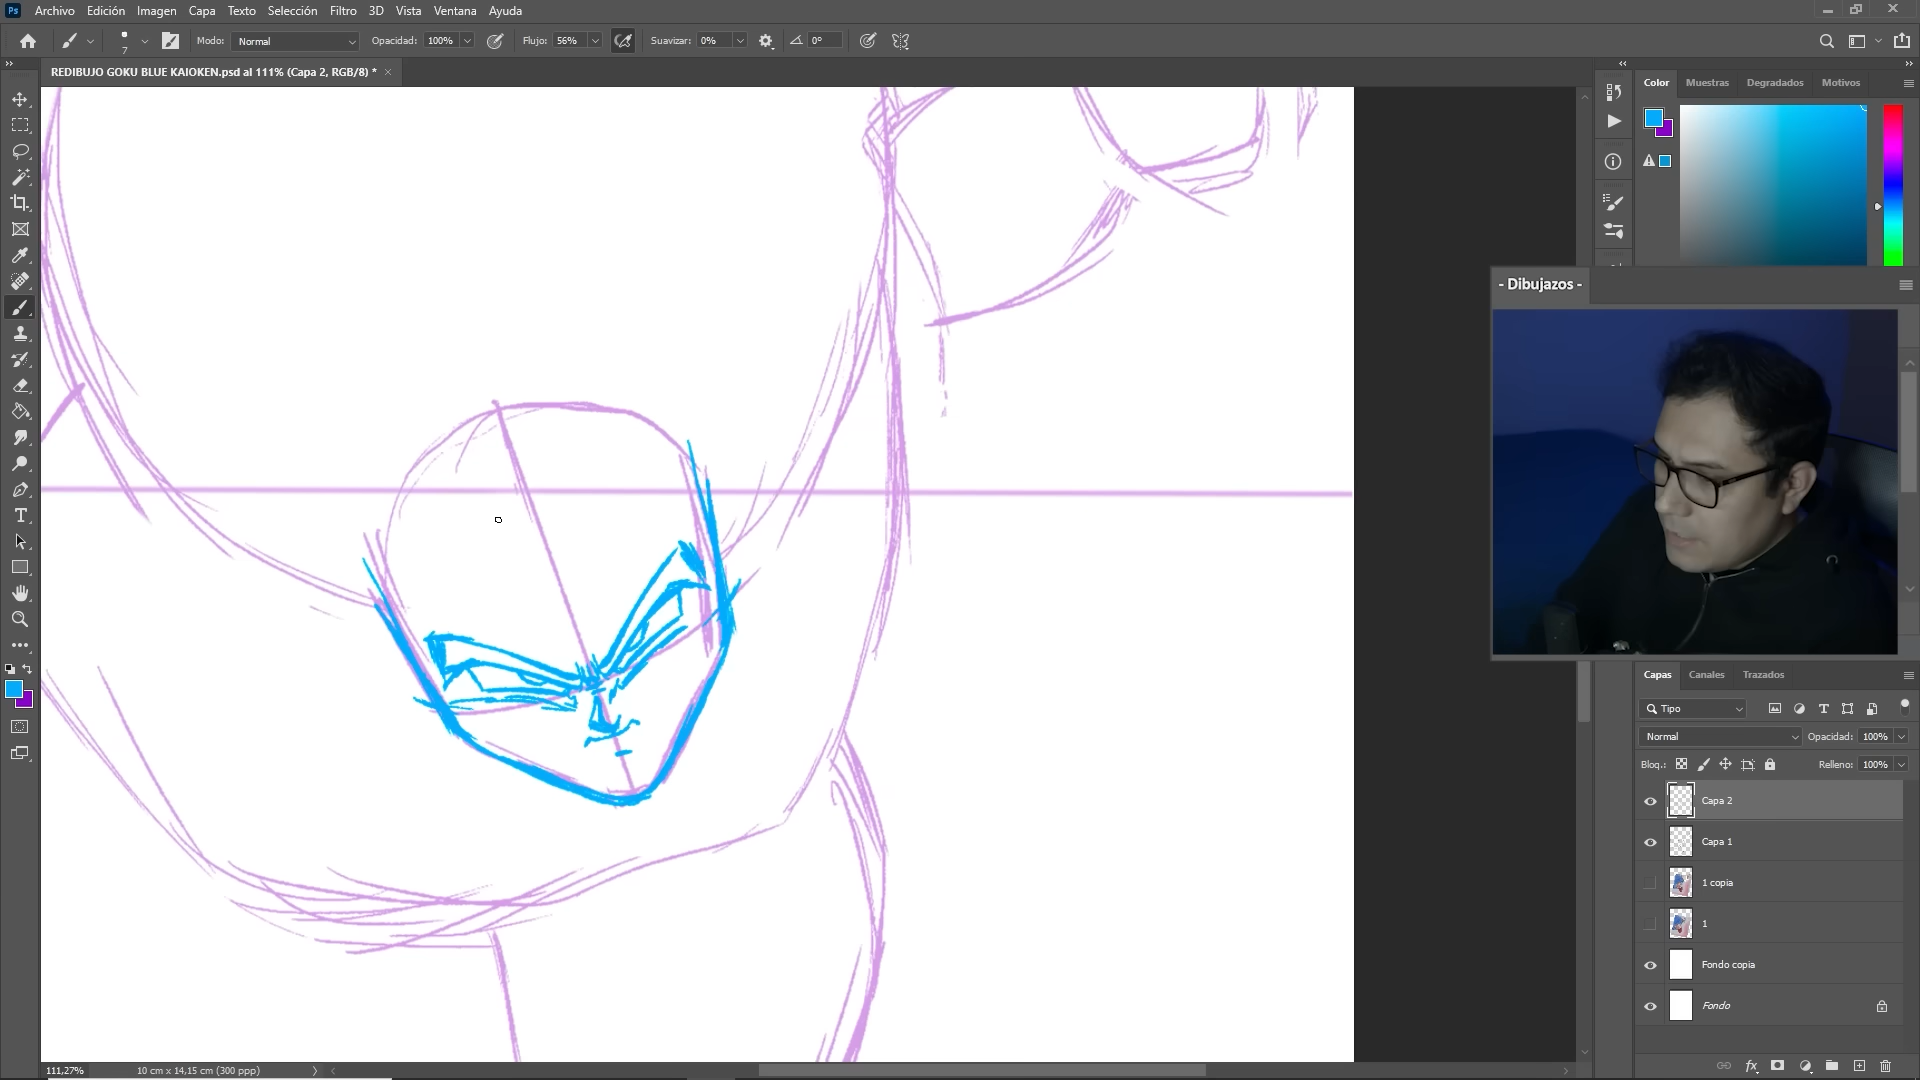 Ps Archivo Edición Imagen Capa Texto Selección Filtro 3D Vista Ventana Ayuda
7 Modo: Normal Opacidad: 100% Flujo: 56% Suavizar: 0% 0°
REDIBUJO GOKU BLUE KAIOKEN.psd al 111% (Capa 2, RGB/8) * ×
Color Muestras Degradados Motivos
- Dibujazos -
Capas Canales Trazados
Tipo
Normal Opacidad: 100%
Bloq.: Relleno: 100%
Capa 2
Capa 1
1 copia
1
Fondo copia
Fondo
111,27% 10 cm x 14,15 cm (300 ppp)